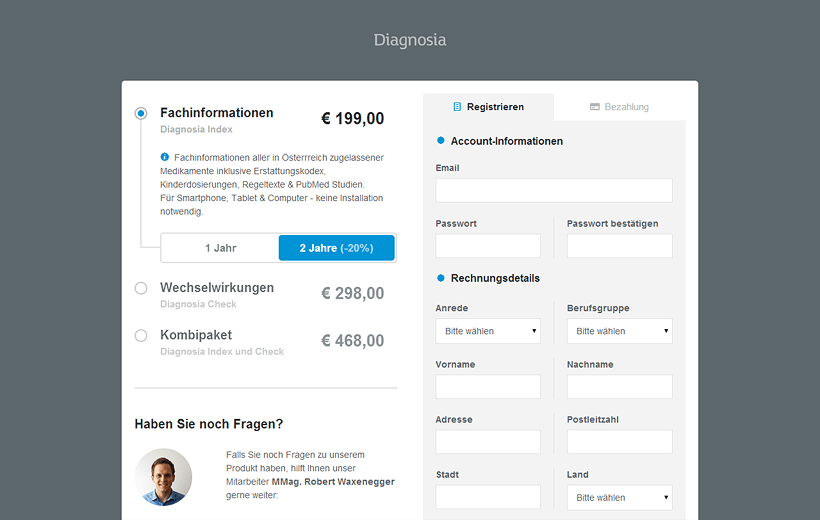 Diagnosia
Fachinformationen
€ 199,00
Diagnosia Index
Fachinformationen aller in Österrreich zugelassener
Medikamente inklusive Erstattungskodex,
Kinderdosierungen, Regeltexte & PubMed Studien.
Für Smartphone, Tablet & Computer - keine Installation
notwendig.
1 Jahr
2 Jahre (-20%)
Wechselwirkungen
€ 298,00
Diagnosia Check
Kombipaket
€ 468,00
Diagnosia Index und Check
Haben Sie noch Fragen?
Falls Sie noch Fragen zu unserem
Produkt haben, hilft Ihnen unser
Mitarbeiter MMag. Robert Waxenegger
gerne weiter:
Registrieren
Bezahlung
Account-Informationen
Email
Passwort
Passwort bestätigen
Rechnungsdetails
Anrede
Berufsgruppe
Bitte wählen
Bitte wählen
Vorname
Nachname
Adresse
Postleitzahl
Stadt
Land
Bitte wählen